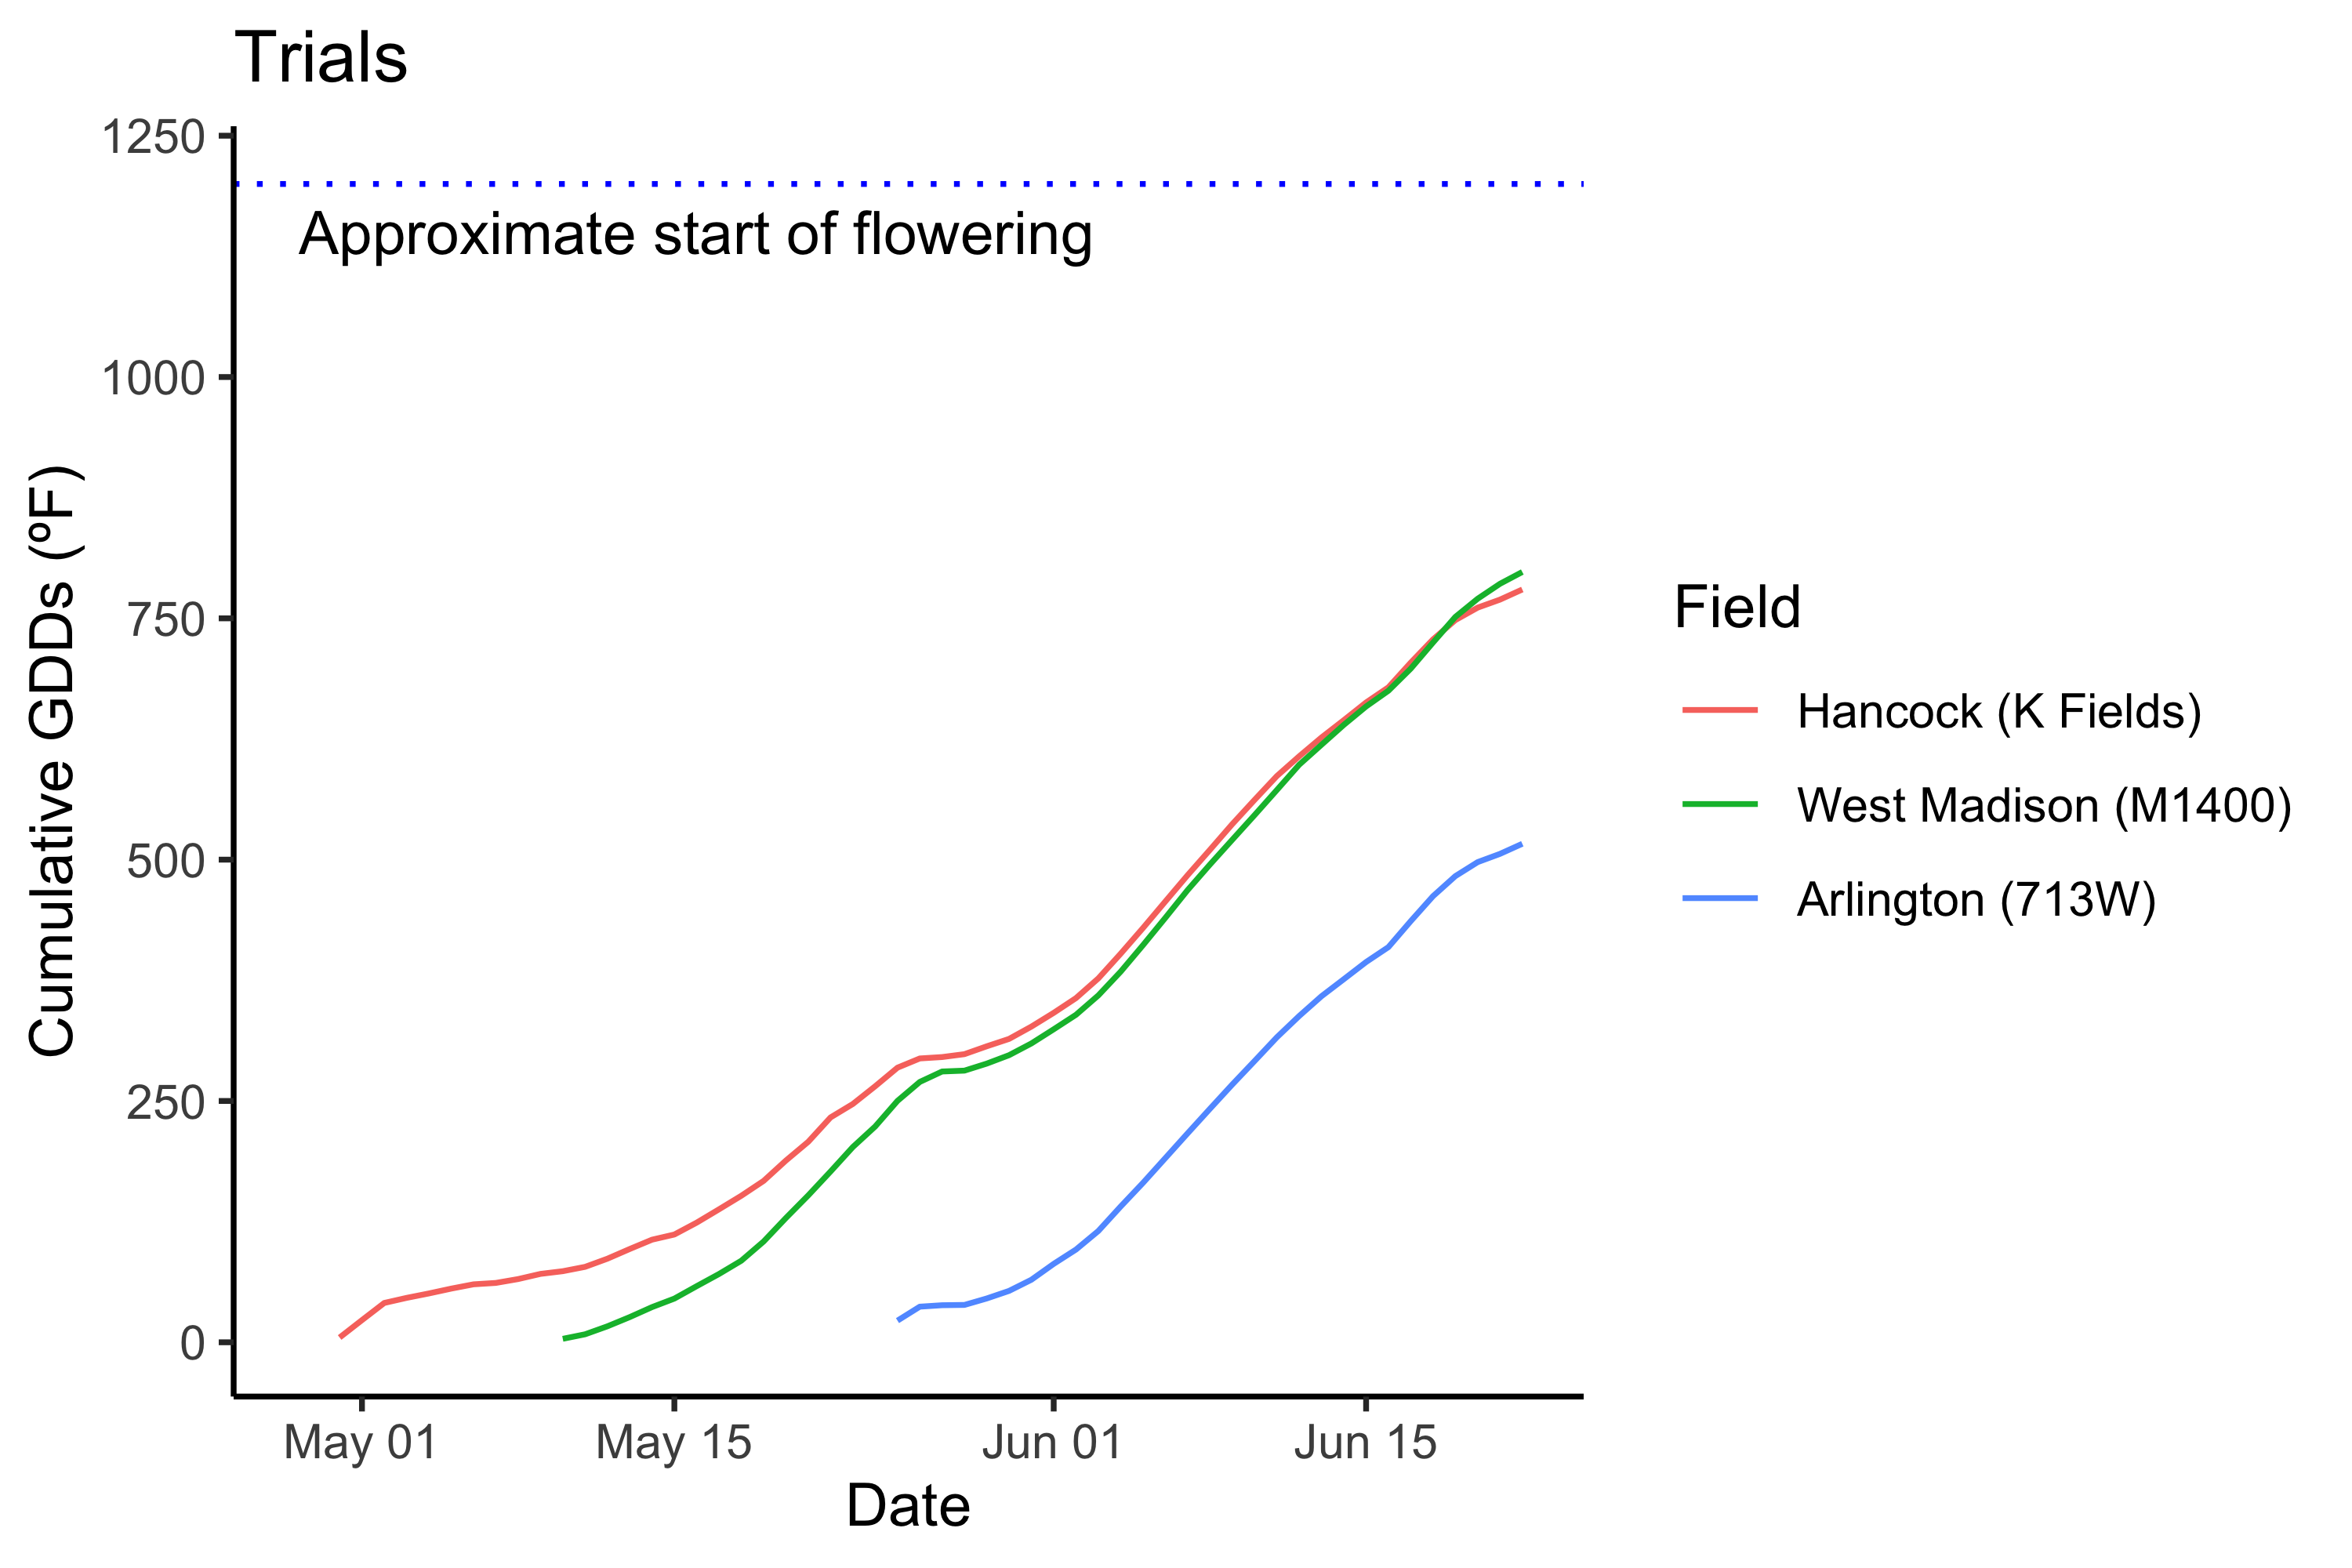 Trials
1250
1000
750
500
250
0
Approximate start of flowering
Cumulative GDDs (ºF)
May 01
May 15
Jun 01
Jun 15
Date
Field
Hancock (K Fields)
West Madison (M1400)
Arlington (713W)